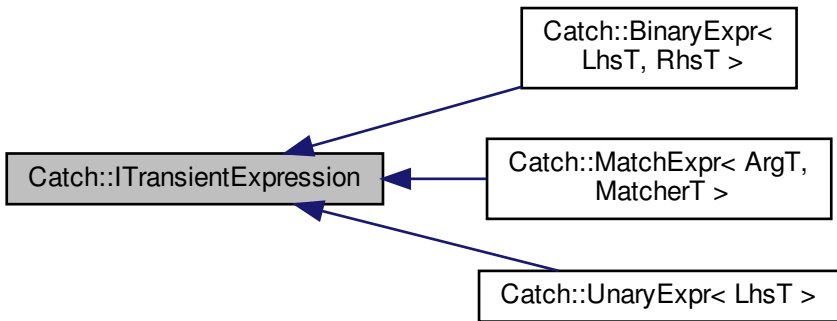 Catch::BinaryExpr<
LhsT, RhsT >
Catch::ITransientExpression
Catch::MatchExpr< ArgT,
MatcherT >
Catch::UnaryExpr< LhsT >